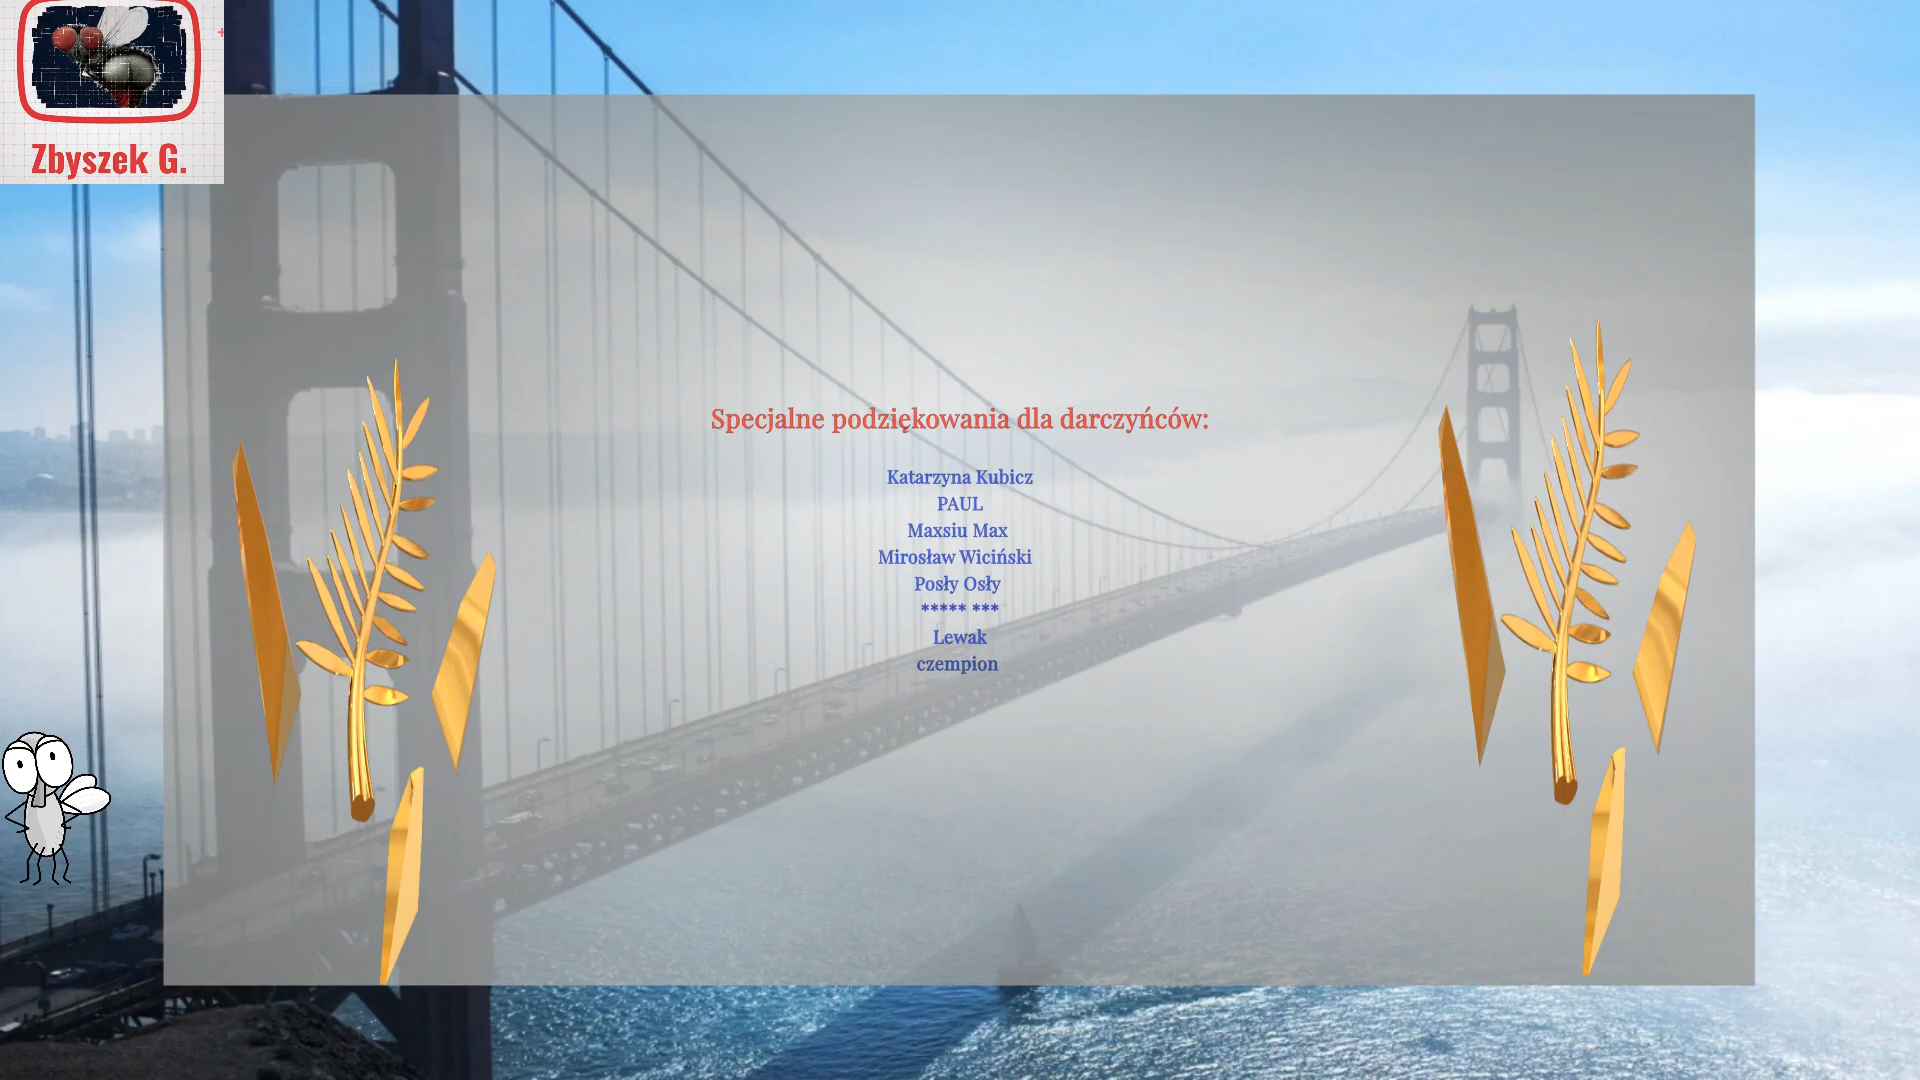 Zbyszek G.
Specjalne podziękowania dla darczyńców:
Katarzyna Kubicz
PAUL
Maxsiu Max
Mirosław Wiciński
Posły Osły
***** ***
Lewak
czempion